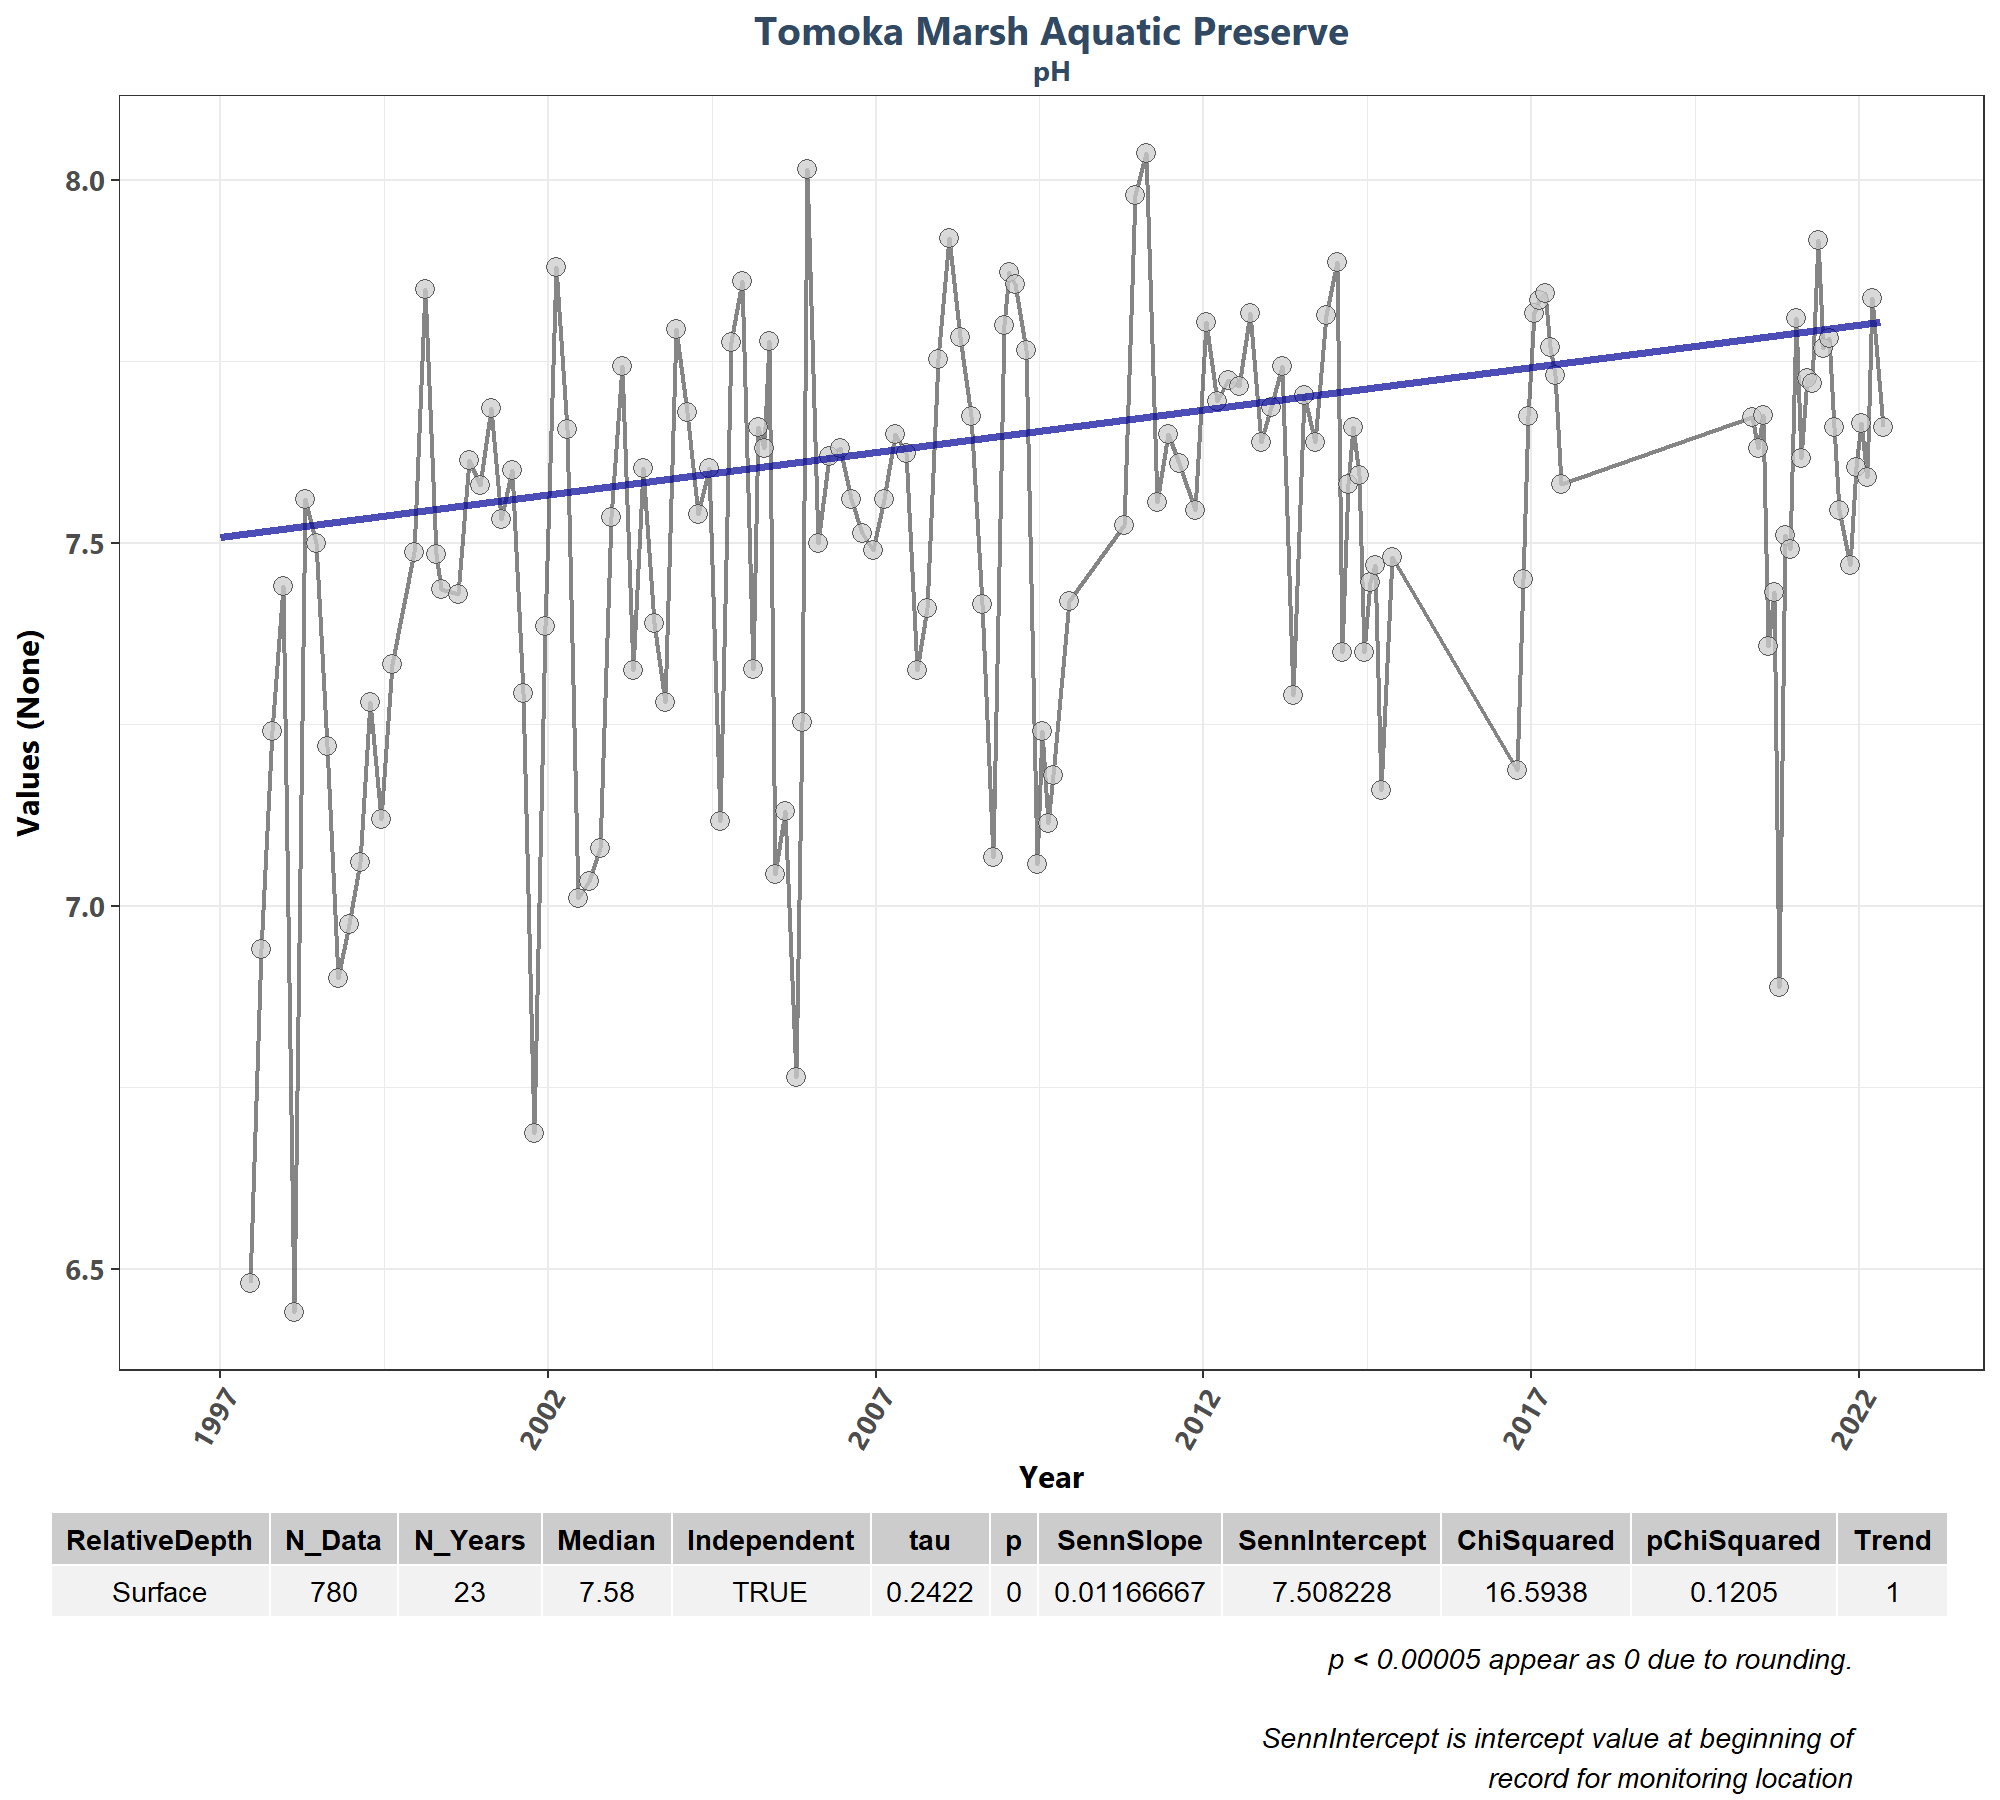 Tomoka Marsh Aquatic Preserve
pH
8.0
7.5
7.0
6.5
Values (None)
1997 2002 2007 2012 2017 2022
Year
RelativeDepth N_Data N_Years Median Independent tau p SennSlope SennIntercept ChiSquared pChiSquared Trend
Surface 780 23 7.58 TRUE 0.2422 0 0.01166667 7.508228 16.5938 0.1205 1
p < 0.00005 appear as 0 due to rounding.
SennIntercept is intercept value at beginning of
record for monitoring location